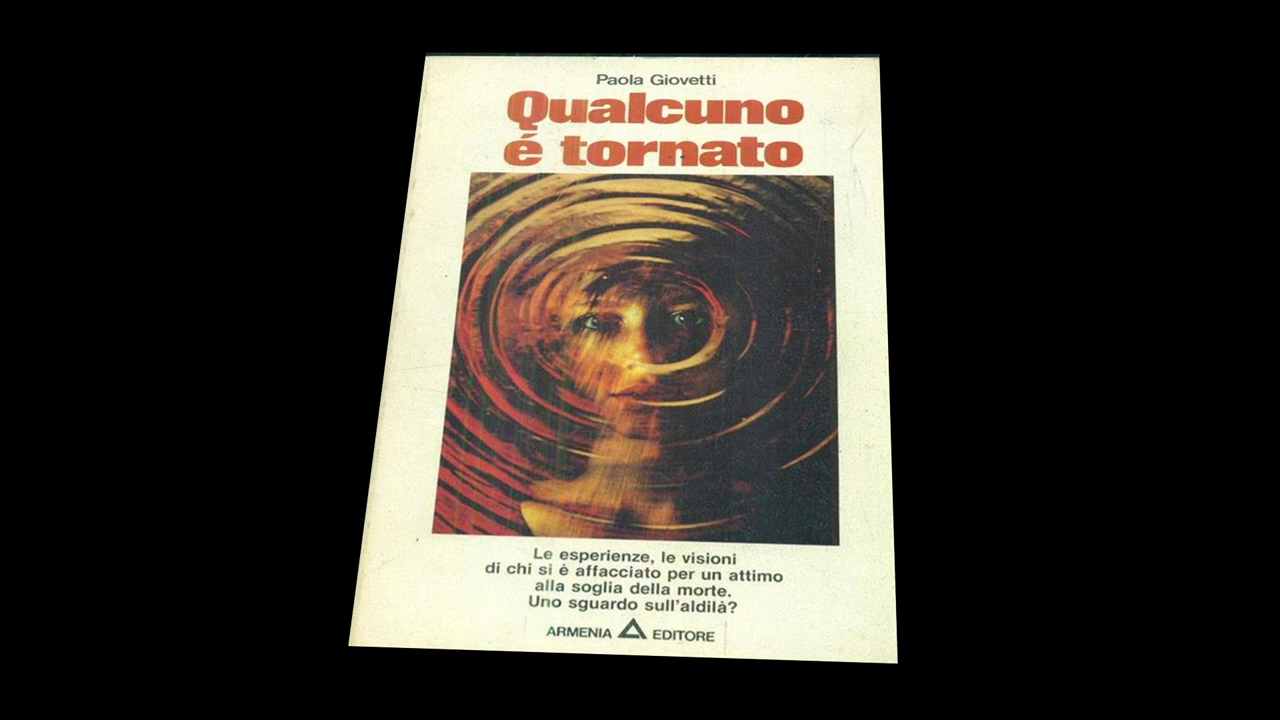 Paola Giovetti
Qualcuno
é tornato
Le esperienze, le visioni
di chi si è affacciato per un attimo
alla soglia della morte.
Uno sguardo sull'aldilà?
ARMENIA EDITORE